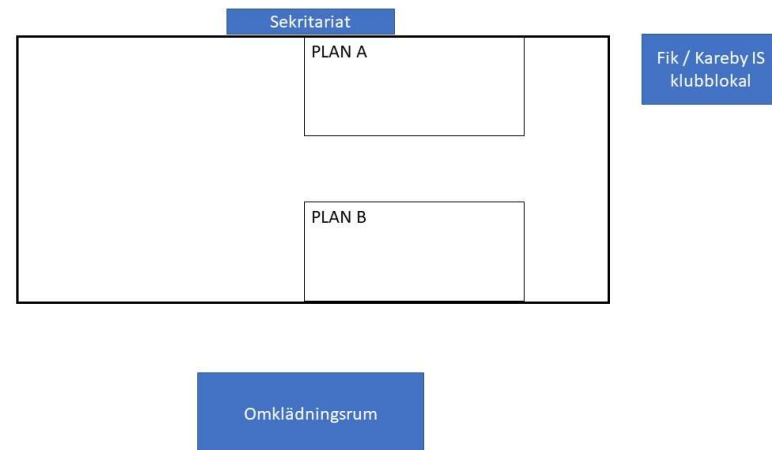 Sekritariat
PLAN A
Fik / Kareby IS
klubblokal
PLAN B
Omklädningsrum